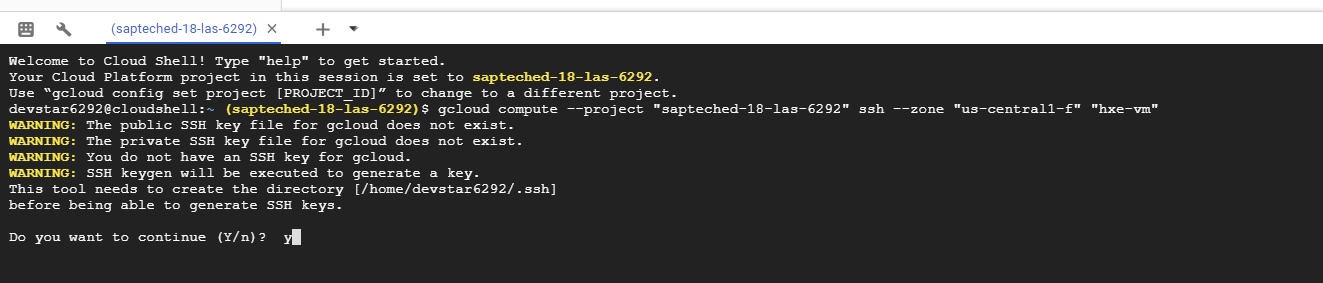 (sapteched-18-las-6292)
Welcome to Cloud Shell! Type "help" to get started.
Your Cloud Platform project in this session is set to sapteched-18-las-6292.
Use “gcloud config set project [PROJECT_ID]” to change to a different project.
devstar6292@cloudshell:~ (sapteched-18-las-6292)$ gcloud compute --project "sapteched-18-las-6292" ssh --zone "us-central1-f" "hxe-vm"
WARNING: The public SSH key file for gcloud does not exist.
WARNING: The private SSH key file for gcloud does not exist.
WARNING: You do not have an SSH key for gcloud.
WARNING: SSH keygen will be executed to generate a key.
This tool needs to create the directory [/home/devstar6292/.ssh]
before being able to generate SSH keys.
Do you want to continue (Y/n)? y